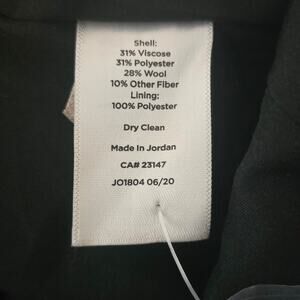 Shell:
31% Viscose
31% Polyester
28% Wool
10% Other Fiber
Lining:
100% Polyester
Dry Clean
Made In Jordan
CA# 23147
JO1804 06/20